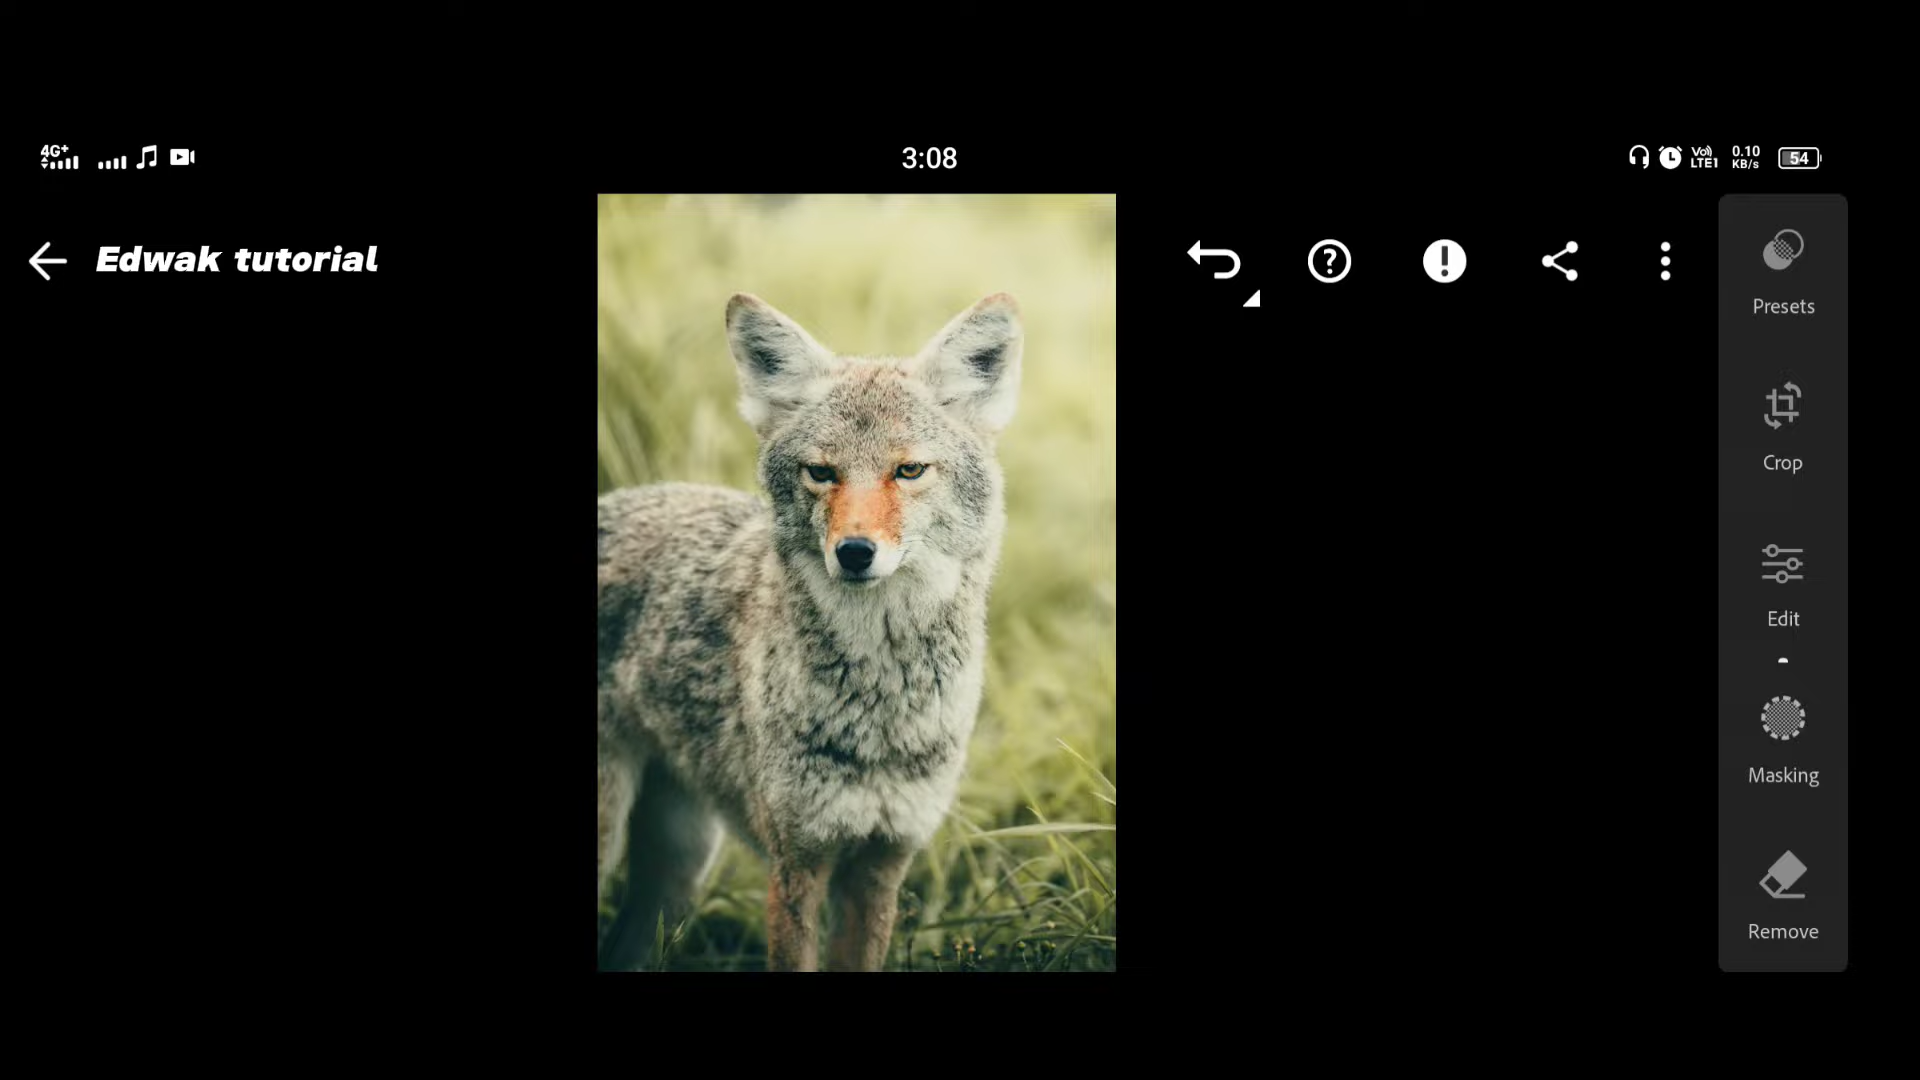 4G+
3:08
Vo) LTE1
0.10 KB/s
54
Edwak tutorial
Presets
Crop
Edit
Masking
Remove